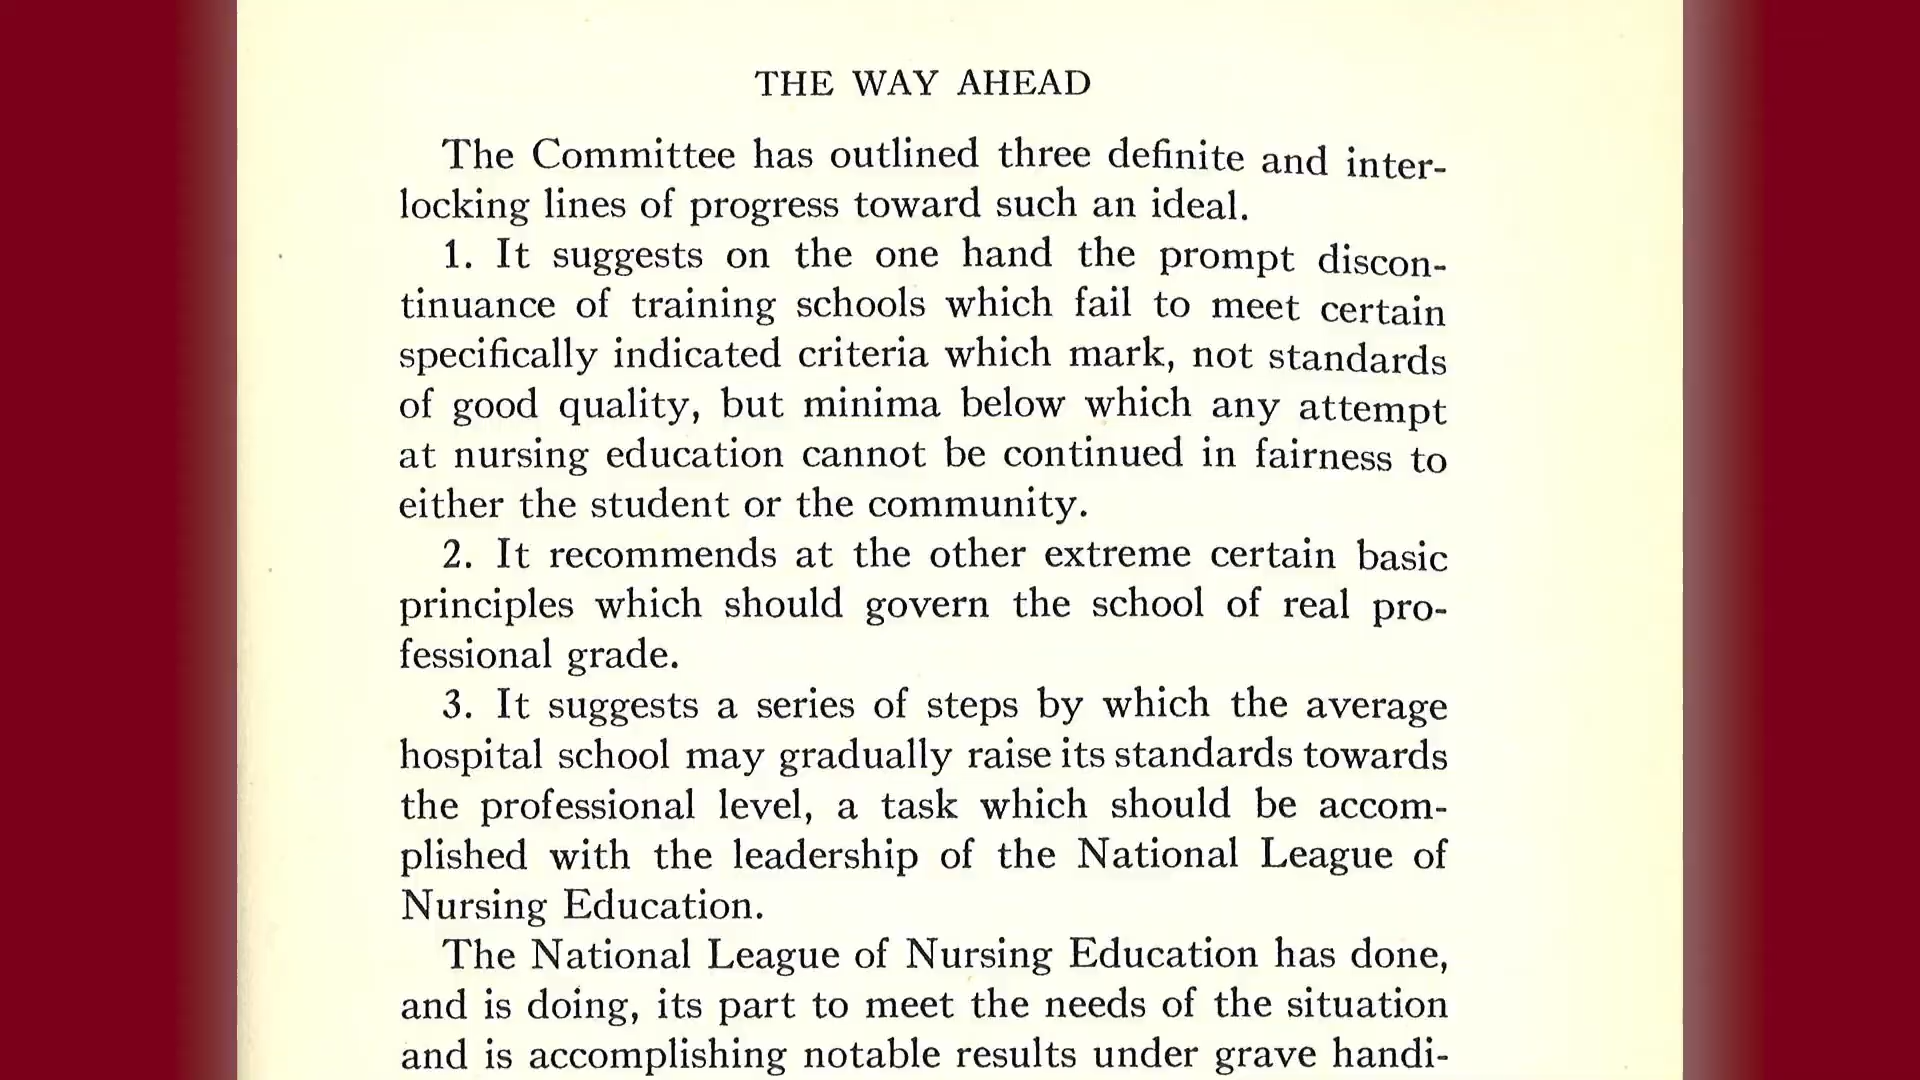 THE WAY AHEAD
The Committee has outlined three definite and inter-
locking lines of progress toward such an ideal.
1. It suggests on the one hand the prompt discon-
tinuance of training schools which fail to meet certain
specifically indicated criteria which mark, not standards
of good quality, but minima below which any attempt
at nursing education cannot be continued in fairness to
either the student or the community.
2. It recommends at the other extreme certain basic
principles which should govern the school of real pro-
fessional grade.
3. It suggests a series of steps by which the average
hospital school may gradually raise its standards towards
the professional level, a task which should be accom-
plished with the leadership of the National League of
Nursing Education.
The National League of Nursing Education has done,
and is doing, its part to meet the needs of the situation
and is accomplishing notable results under grave handi-